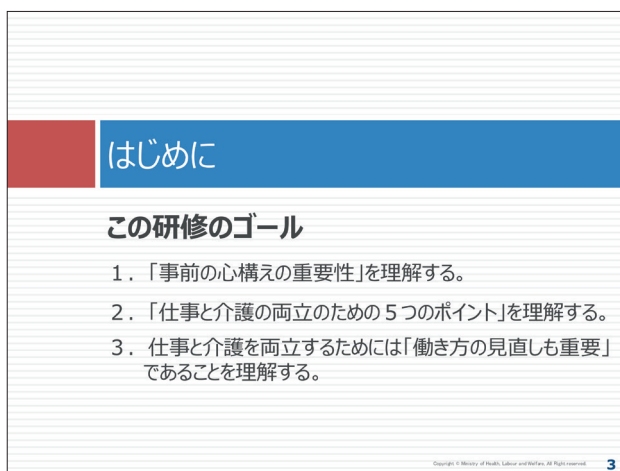 はじめに
この研修のゴール
１．「事前の心構えの重要性」を理解する。
２．「仕事と介護の両立のための５つのポイント」を理解する。
３．仕事と介護を両立するためには「働き方の見直しも重要」
であることを理解する。
Copyright © Ministry of Health, Labour and Welfare, All Right reserved.
3